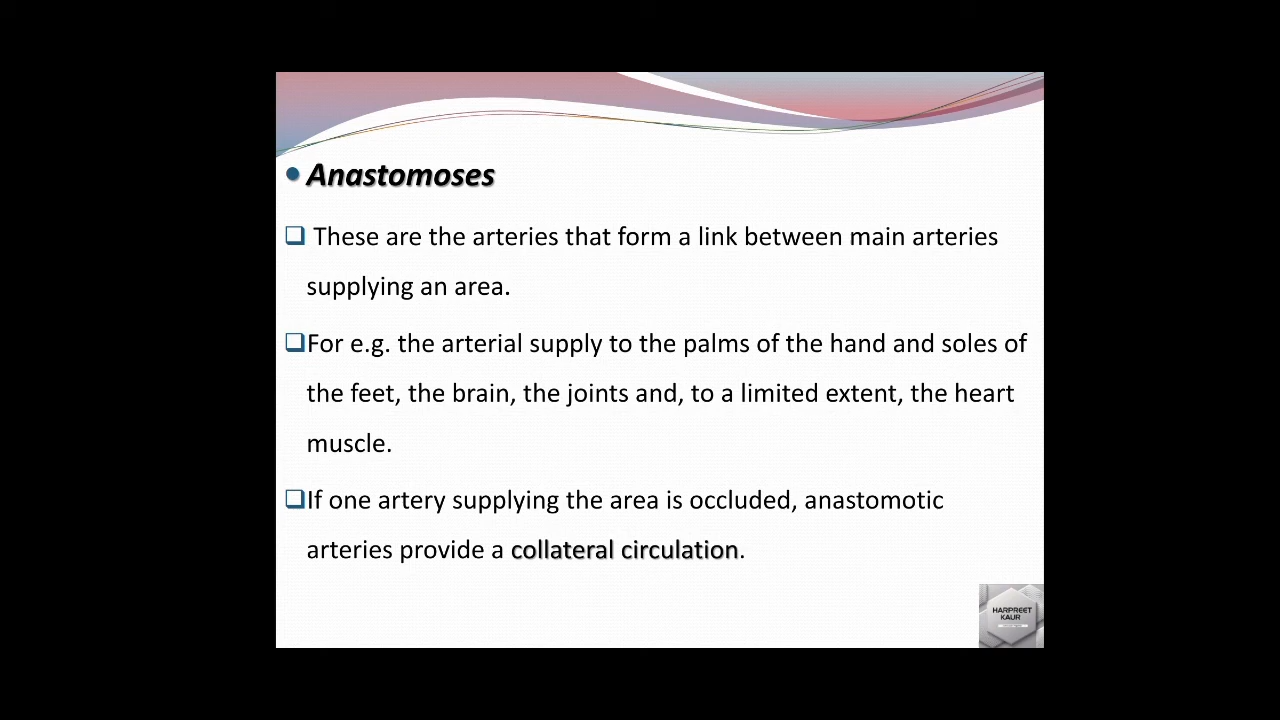 Anastomoses
These are the arteries that form a link between main arteries
supplying an area.
For e.g. the arterial supply to the palms of the hand and soles of
the feet, the brain, the joints and, to a limited extent, the heart
muscle.
If one artery supplying the area is occluded, anastomotic
arteries provide a collateral circulation.
HARPREET
KAUR